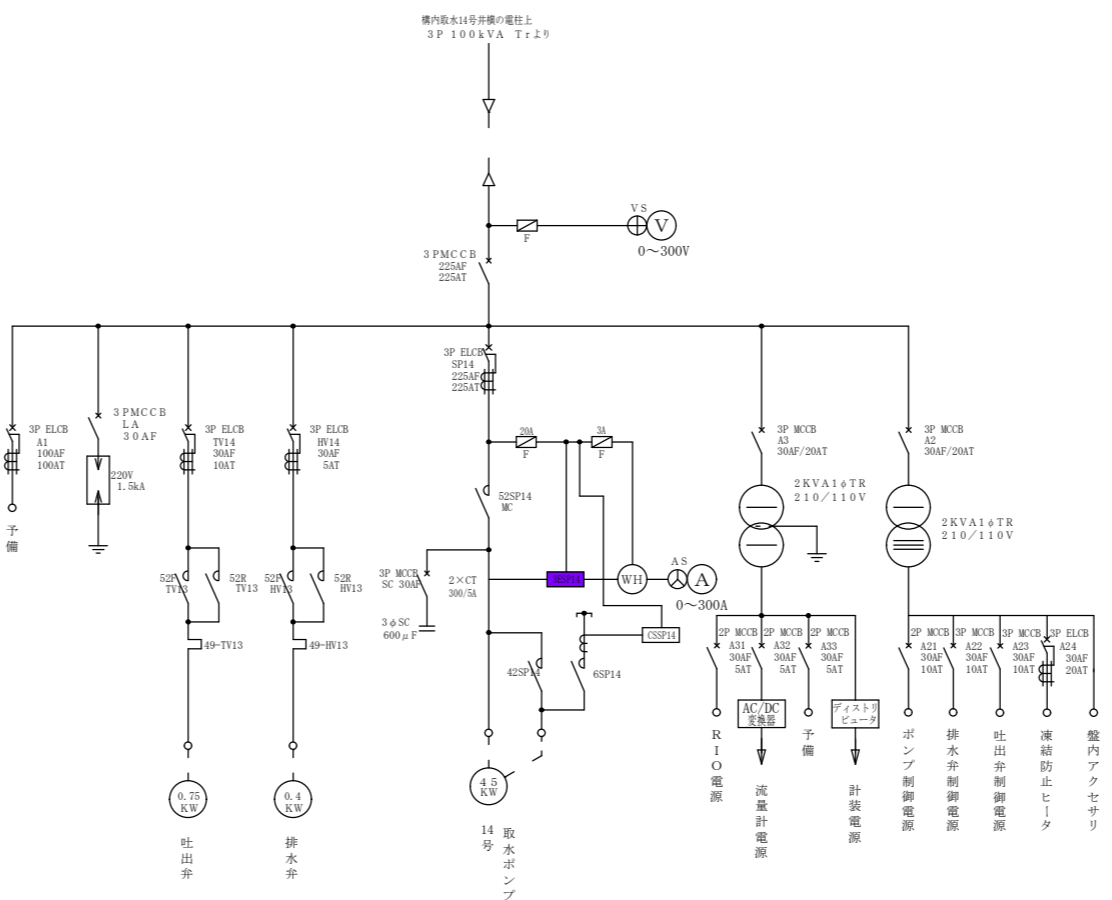 構内取水14号井横の電柱上
3P 100kVA Trより
F
VS
V
0～300V
3PMCCB
225AF
225AT
3P ELCB
A1
100AF
100AT
予備
3PMCCB
LA
30AF
220V
1.5kA
3P ELCB
TV14
30AF
10AT
52F
TV13
52R
TV13
49-TV13
0.75
KW
吐出弁
3P ELCB
HV14
30AF
5AT
52F
HV13
52R
HV13
49-HV13
0.4
KW
排水弁
3P ELCB
SP14
225AF
225AT
20A
F
3A
F
52SP14
MC
3P MCCB
SC 30AF
3φSC
600μF
2×CT
300/5A
3ESP14
WH
AS
A
0～300A
CSSP14
42SP14
6SP14
45
KW
14号
取水ポンプ
3P MCCB
A3
30AF/20AT
2KVA1φTR
210/110V
2P MCCB
A31
30AF
5AT
2P MCCB
A32
30AF
5AT
2P MCCB
A33
30AF
5AT
AC/DC
変換器
ディストリ
ビュータ
RIO電源
流量計電源
予備
計装電源
3P MCCB
A2
30AF/20AT
2KVA1φTR
210/110V
2P MCCB
A21
30AF
10AT
3P MCCB
A22
30AF
10AT
3P MCCB
A23
30AF
10AT
3P ELCB
A24
30AF
20AT
ポンプ制御電源
排水弁制御電源
吐出弁制御電源
凍結防止ヒータ
盤内アクセサリ